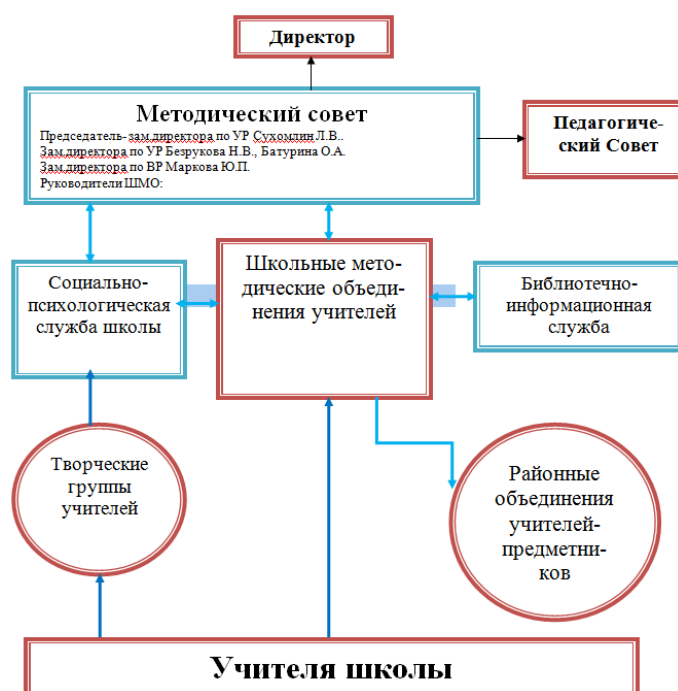 Директор
Методический совет
Председатель- зам.директора по УР Сухомлин Л.В..
Зам.директора по УР Безрукова Н.В., Батурина О.А.
Зам.директора по ВР Маркова Ю.П.
Руководители ШМО:
Педагогиче-
ский Совет
Социально-
психологическая
служба школы
Школьные мето-
дические объеди-
нения учителей
Библиотечно-
информационная
служба
Творческие
группы
учителей
Районные
объединения
учителей-
предметни-
ков
Учителя школы